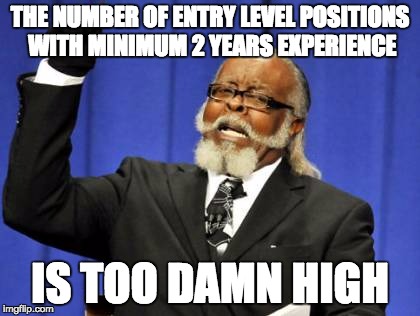 THE NUMBER OF ENTRY LEVEL POSITIONS
WITH MINIMUM 2 YEARS EXPERIENCE
IS TOO DAMN HIGH
imgflip.com